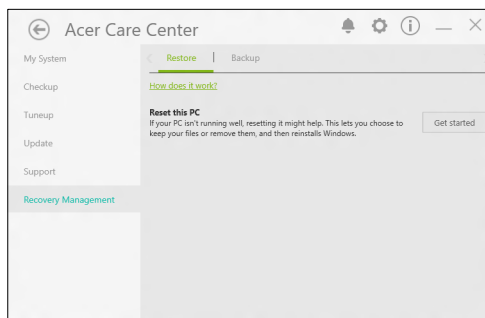 Acer Care Center
My System
Checkup
Tuneup
Update
Support
Recovery Management
Restore
Backup
How does it work?
Reset this PC
If your PC isn't running well, resetting it might help. This lets you choose to
keep your files or remove them, and then reinstalls Windows.
Get started